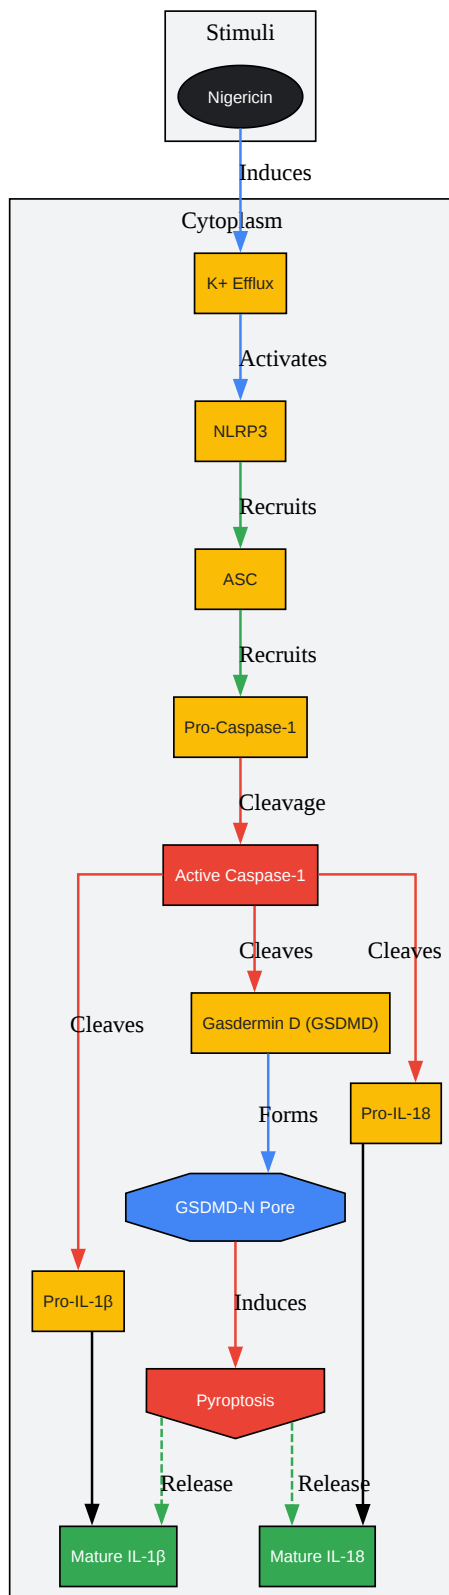 Stimuli
Nigericin
Induces
Cytoplasm
K+ Efflux
Activates
NLRP3
Recruits
ASC
Recruits
Pro-Caspase-1
Cleavage
Active Caspase-1
Cleaves
Cleaves
Gasdermin D (GSDMD)
Cleaves
Forms
Pro-IL-18
GSDMD-N Pore
Pro-IL-1β
Induces
Pyroptosis
Release
Release
Mature IL-1β
Mature IL-18